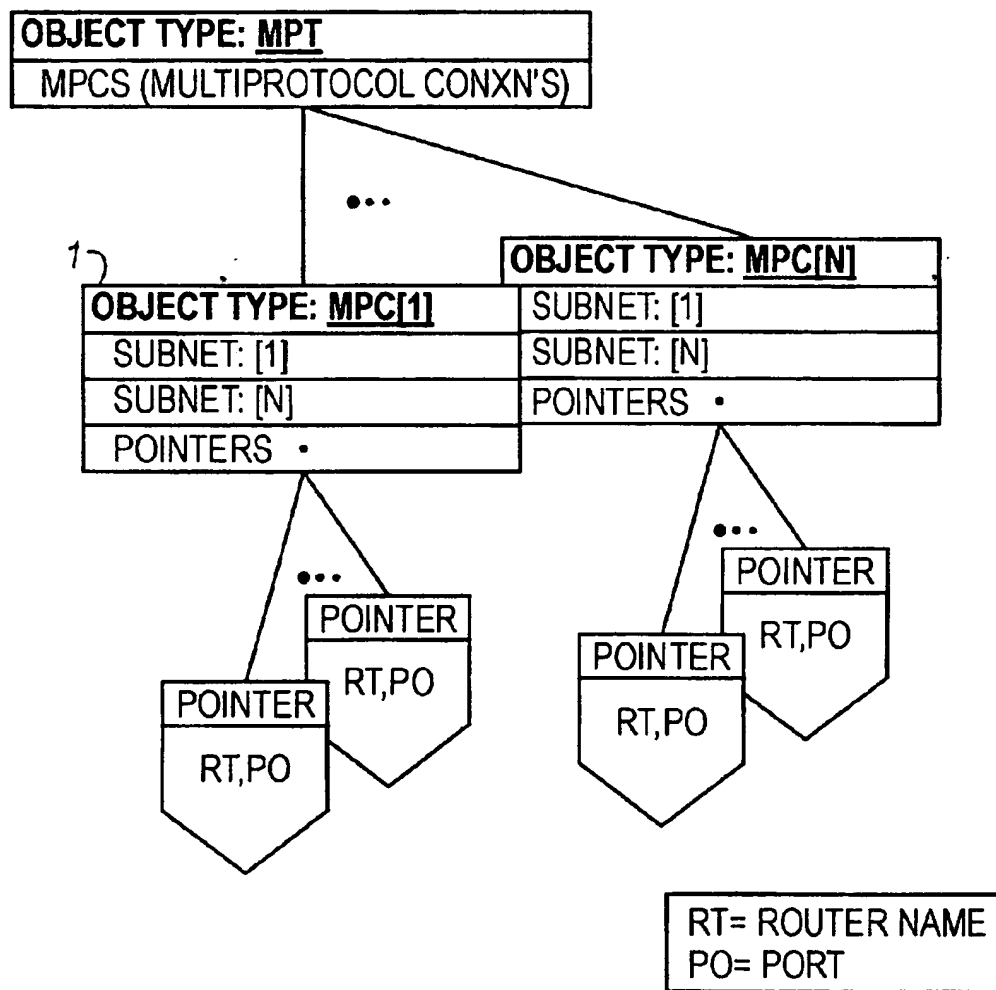 OBJECT TYPE: MPT
MPCS (MULTIPROTOCOL CONXN'S)
1
OBJECT TYPE: MPC[1]
SUBNET: [1]
SUBNET: [N]
POINTERS
OBJECT TYPE: MPC[N]
SUBNET: [1]
SUBNET: [N]
POINTERS
POINTER
RT,PO
POINTER
RT,PO
POINTER
RT,PO
POINTER
RT,PO
RT= ROUTER NAME
PO= PORT